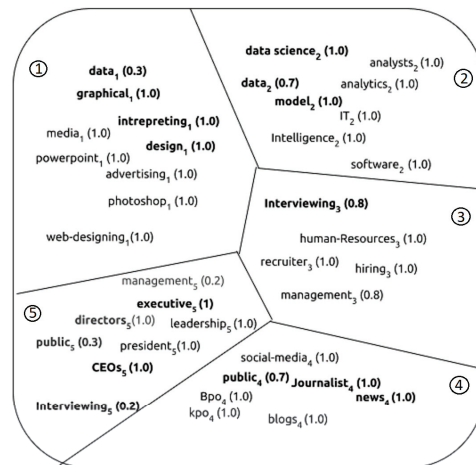 ①
data₁ (0.3)
graphical₁ (1.0)
intrepreting₁ (1.0)
media₁ (1.0)
design₁ (1.0)
powerpoint₁ (1.0)
advertising₁ (1.0)
photoshop₁ (1.0)
web-designing₁(1.0)
②
data science₂ (1.0)
analysts₂ (1.0)
data₂ (0.7)
analytics₂ (1.0)
model₂ (1.0)
IT₂ (1.0)
Intelligence₂ (1.0)
software₂ (1.0)
③
Interviewing₃ (0.8)
human-Resources₃ (1.0)
recruiter₃ (1.0)
hiring₃ (1.0)
management₃ (0.8)
⑤
management₅ (0.2)
executive₅ (1)
directors₅(1.0)
leadership₅ (1.0)
public₅ (0.3)
president₅(1.0)
CEOs₅ (1.0)
Interviewing₅ (0.2)
④
social-media₄ (1.0)
public₄ (0.7)
Journalist₄ (1.0)
Bpo₄ (1.0)
news₄ (1.0)
kpo₄ (1.0)
blogs₄ (1.0)